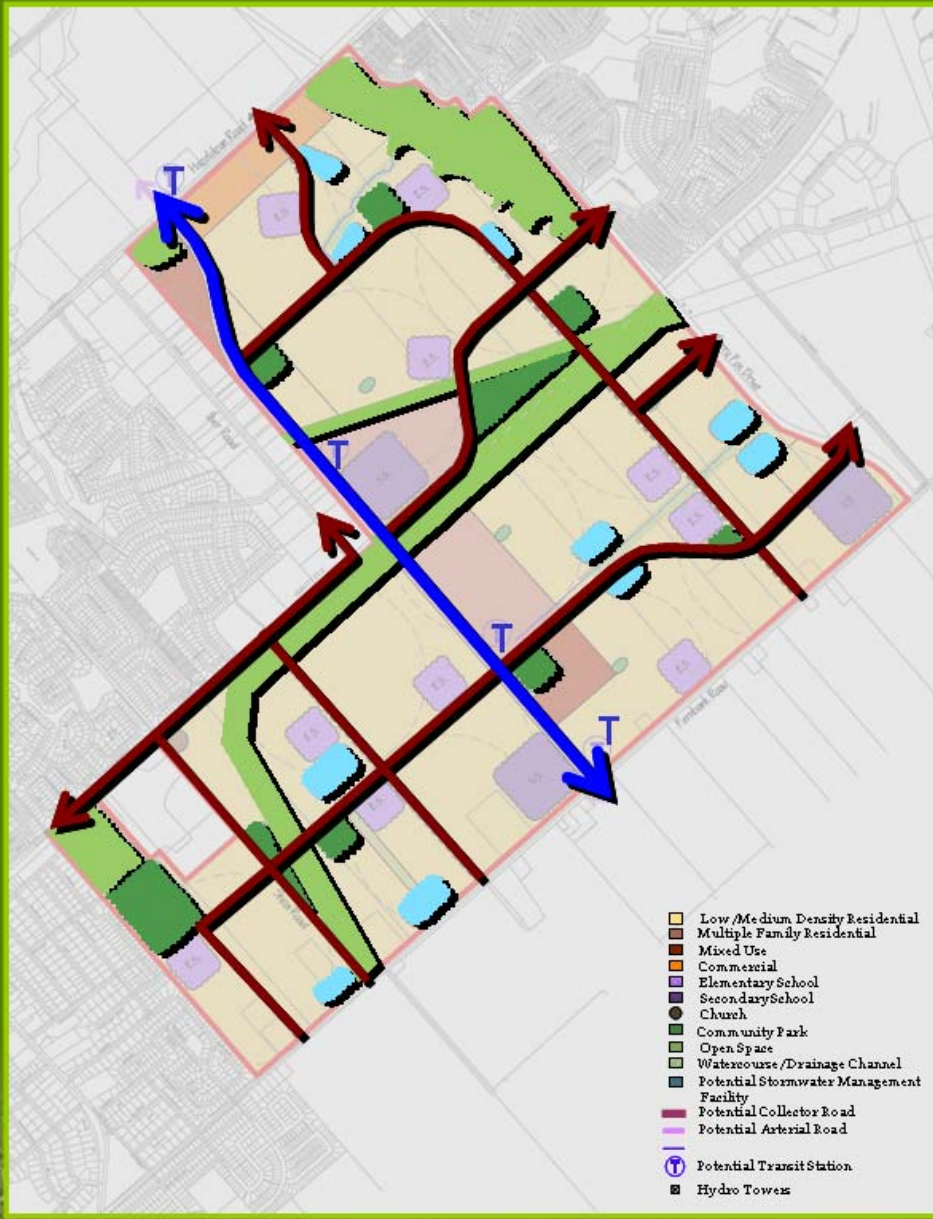 T
E.S.
E.S.
T
E.S.
S.S.
E.S.
S.S.
E.S.
T
E.S.
E.S.
T
E.S.
S.S.
E.S.
E.S.
Low/Medium Density Residential
Multiple Family Residential
Mixed Use
Commercial
Elementary School
Secondary School
Church
Community Park
Open Space
Watercourse/Drainage Channel
Potential Stormwater Management
Facility
Potential Collector Road
Potential Arterial Road
T Potential Transit Station
Hydro Towers